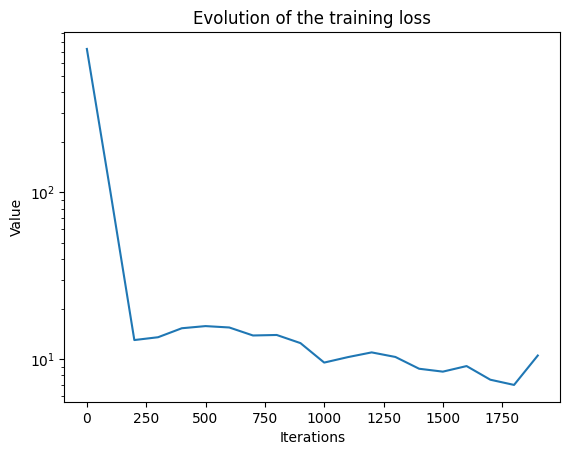 Evolution of the training loss
Value
10²
10¹
0 250 500 750 1000 1250 1500 1750
Iterations